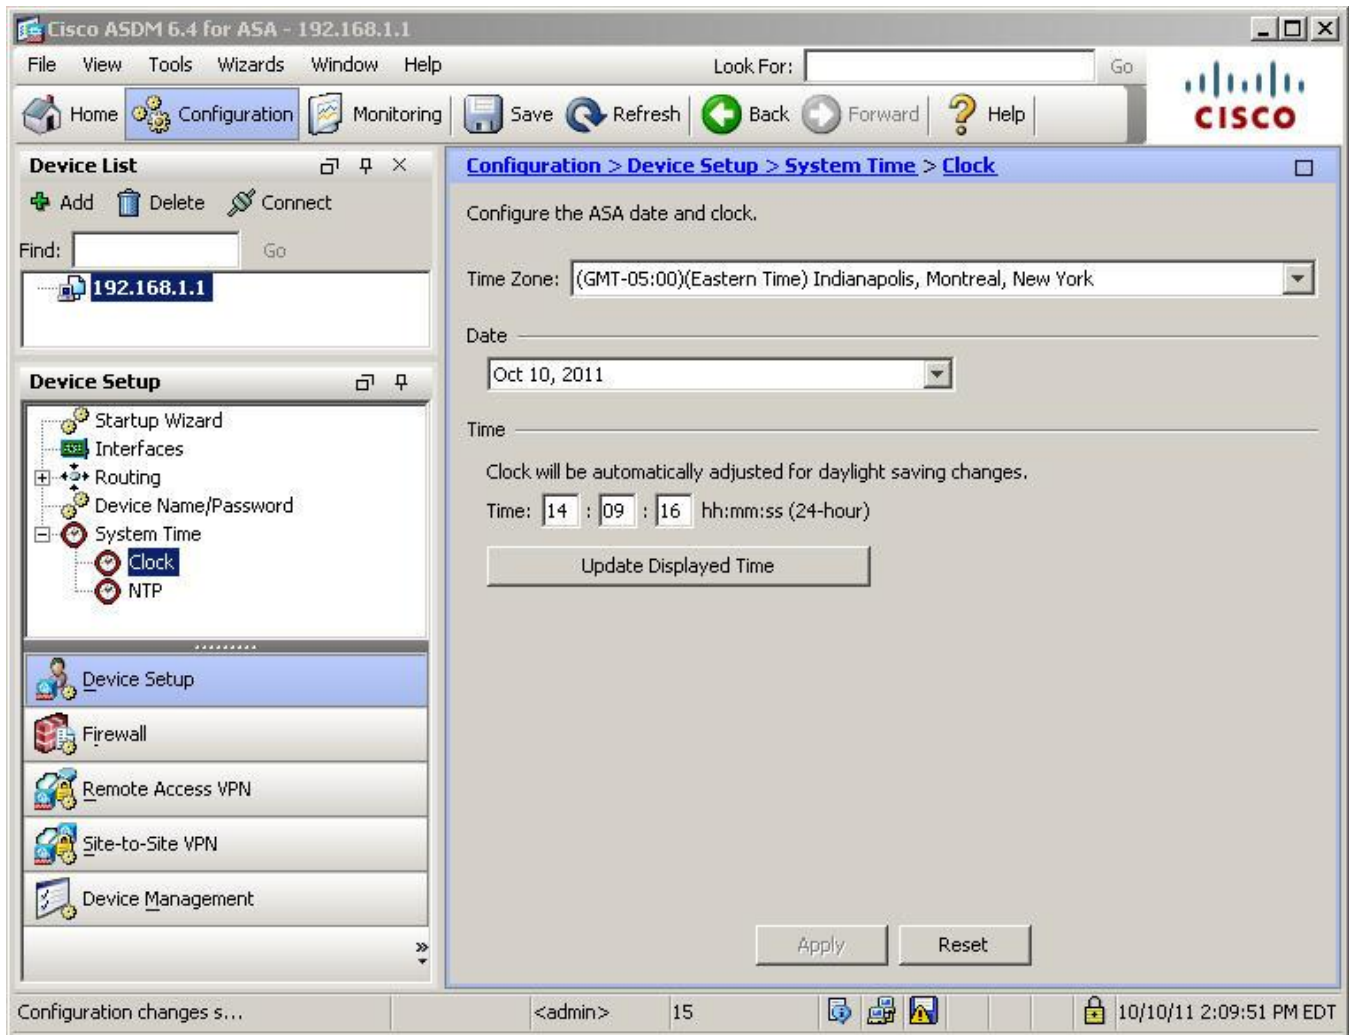 Cisco ASDM 6.4 for ASA - 192.168.1.1
File View Tools Wizards Window Help Look For: Go
Home Configuration Monitoring Save Refresh Back Forward Help
CISCO
Device List
Add Delete Connect
Find: Go
192.168.1.1
Device Setup
Startup Wizard
Interfaces
Routing
Device Name/Password
System Time
Clock
NTP
Device Setup
Firewall
Remote Access VPN
Site-to-Site VPN
Device Management
Configuration > Device Setup > System Time > Clock
Configure the ASA date and clock.
Time Zone: (GMT-05:00)(Eastern Time) Indianapolis, Montreal, New York
Date
Oct 10, 2011
Time
Clock will be automatically adjusted for daylight saving changes.
Time: 14 : 09 : 16 hh:mm:ss (24-hour)
Update Displayed Time
Apply Reset
Configuration changes s... <admin> 15 10/10/11 2:09:51 PM EDT